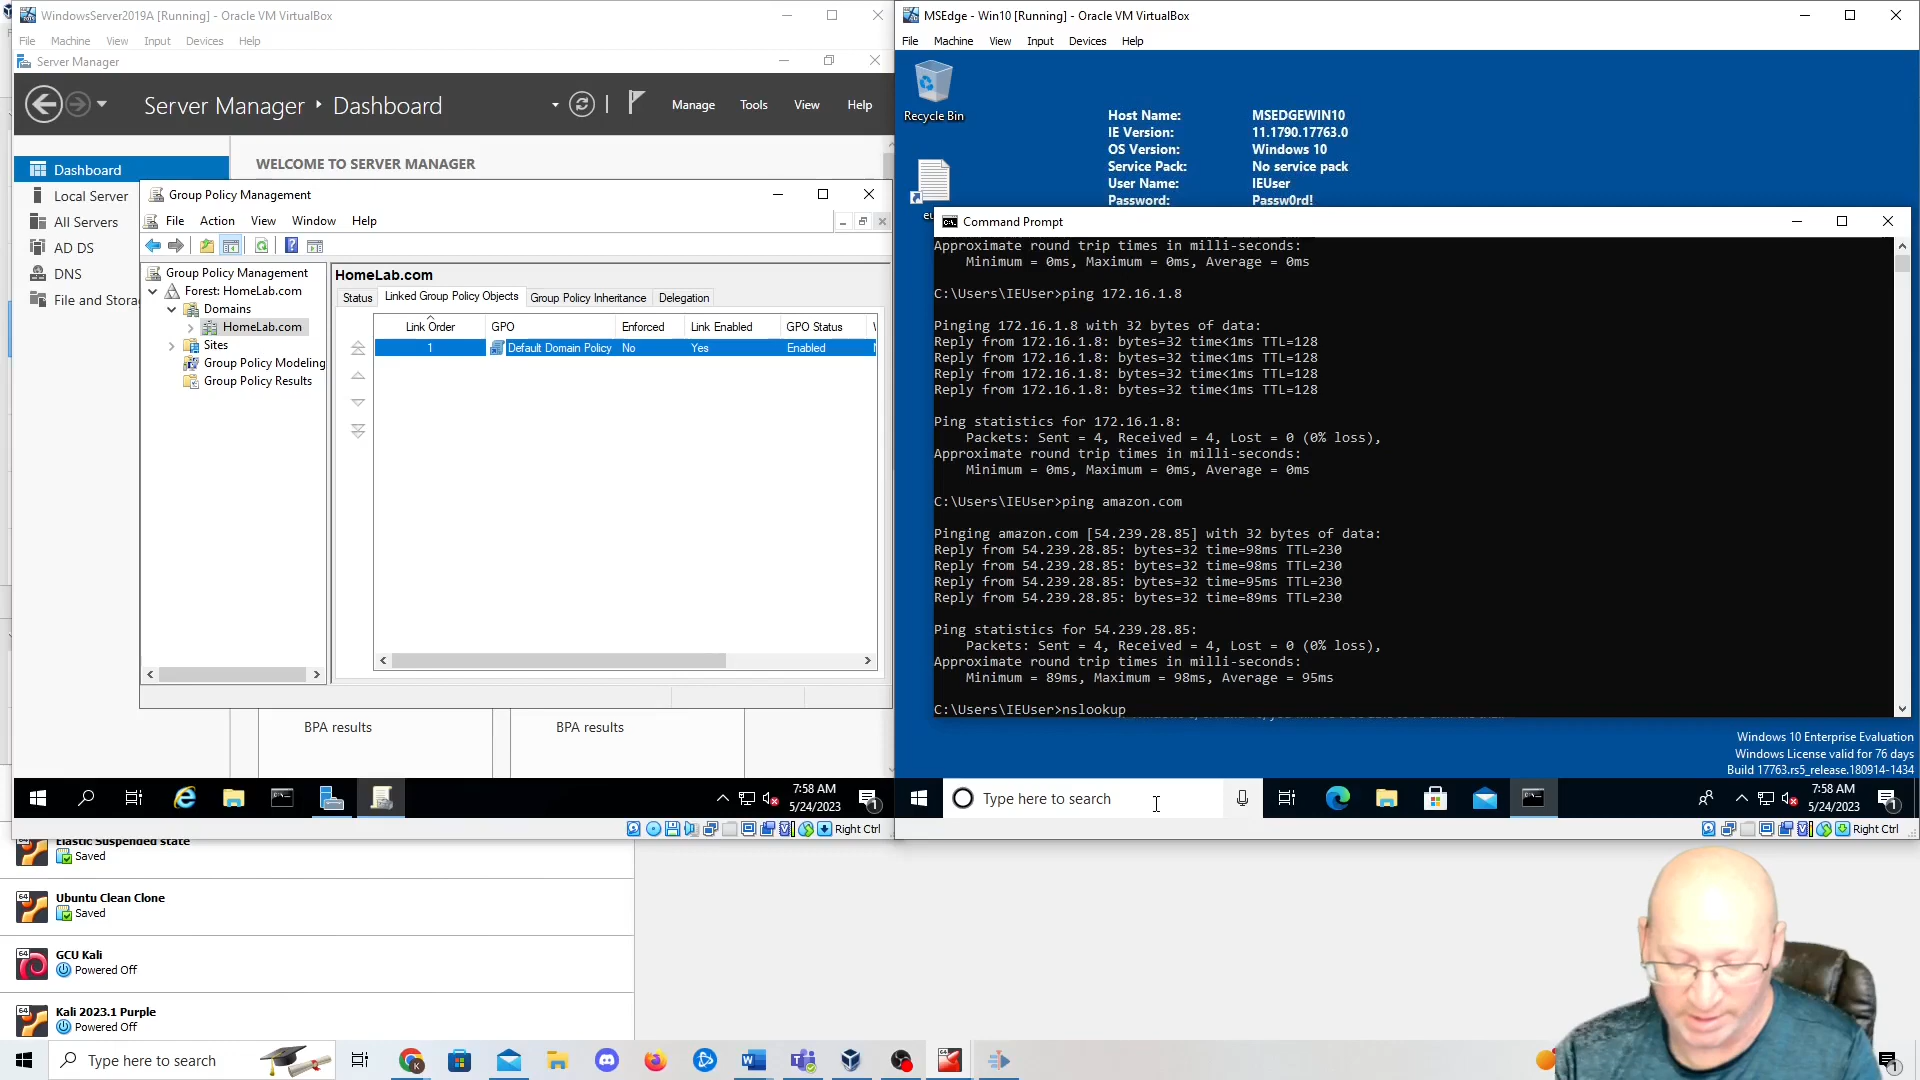 WindowsServer2019A [Running] - Oracle VM VirtualBox
File Machine View Input Devices Help
Server Manager
Server Manager ‣ Dashboard
Manage Tools View Help
Dashboard
Local Server
All Servers
AD DS
DNS
File and Stora
WELCOME TO SERVER MANAGER
Group Policy Management
File Action View Window Help
Group Policy Management
Forest: HomeLab.com
Domains
HomeLab.com
Sites
Group Policy Modeling
Group Policy Results
HomeLab.com
Status Linked Group Policy Objects Group Policy Inheritance Delegation
Link Order GPO Enforced Link Enabled GPO Status
1 Default Domain Policy No Yes Enabled
BPA results
BPA results
7:58 AM
5/24/2023
Right Ctrl
MSEdge - Win10 [Running] - Oracle VM VirtualBox
File Machine View Input Devices Help
Recycle Bin
Host Name: MSEDGEWIN10
IE Version: 11.1790.17763.0
OS Version: Windows 10
Service Pack: No service pack
User Name: IEUser
Password: Passw0rd!
Command Prompt
Approximate round trip times in milli-seconds:
Minimum = 0ms, Maximum = 0ms, Average = 0ms
C:\Users\IEUser>ping 172.16.1.8
Pinging 172.16.1.8 with 32 bytes of data:
Reply from 172.16.1.8: bytes=32 time<1ms TTL=128
Reply from 172.16.1.8: bytes=32 time<1ms TTL=128
Reply from 172.16.1.8: bytes=32 time<1ms TTL=128
Reply from 172.16.1.8: bytes=32 time<1ms TTL=128
Ping statistics for 172.16.1.8:
Packets: Sent = 4, Received = 4, Lost = 0 (0% loss),
Approximate round trip times in milli-seconds:
Minimum = 0ms, Maximum = 0ms, Average = 0ms
C:\Users\IEUser>ping amazon.com
Pinging amazon.com [54.239.28.85] with 32 bytes of data:
Reply from 54.239.28.85: bytes=32 time=98ms TTL=230
Reply from 54.239.28.85: bytes=32 time=98ms TTL=230
Reply from 54.239.28.85: bytes=32 time=95ms TTL=230
Reply from 54.239.28.85: bytes=32 time=89ms TTL=230
Ping statistics for 54.239.28.85:
Packets: Sent = 4, Received = 4, Lost = 0 (0% loss),
Approximate round trip times in milli-seconds:
Minimum = 89ms, Maximum = 98ms, Average = 95ms
C:\Users\IEUser>nslookup
Windows 10 Enterprise Evaluation
Windows License valid for 76 days
Build 17763.rs5_release.180914-1434
Type here to search
7:58 AM
5/24/2023
Right Ctrl
Elastic Suspended state
Saved
Ubuntu Clean Clone
Saved
GCU Kali
Powered Off
Kali 2023.1 Purple
Powered Off
Type here to search